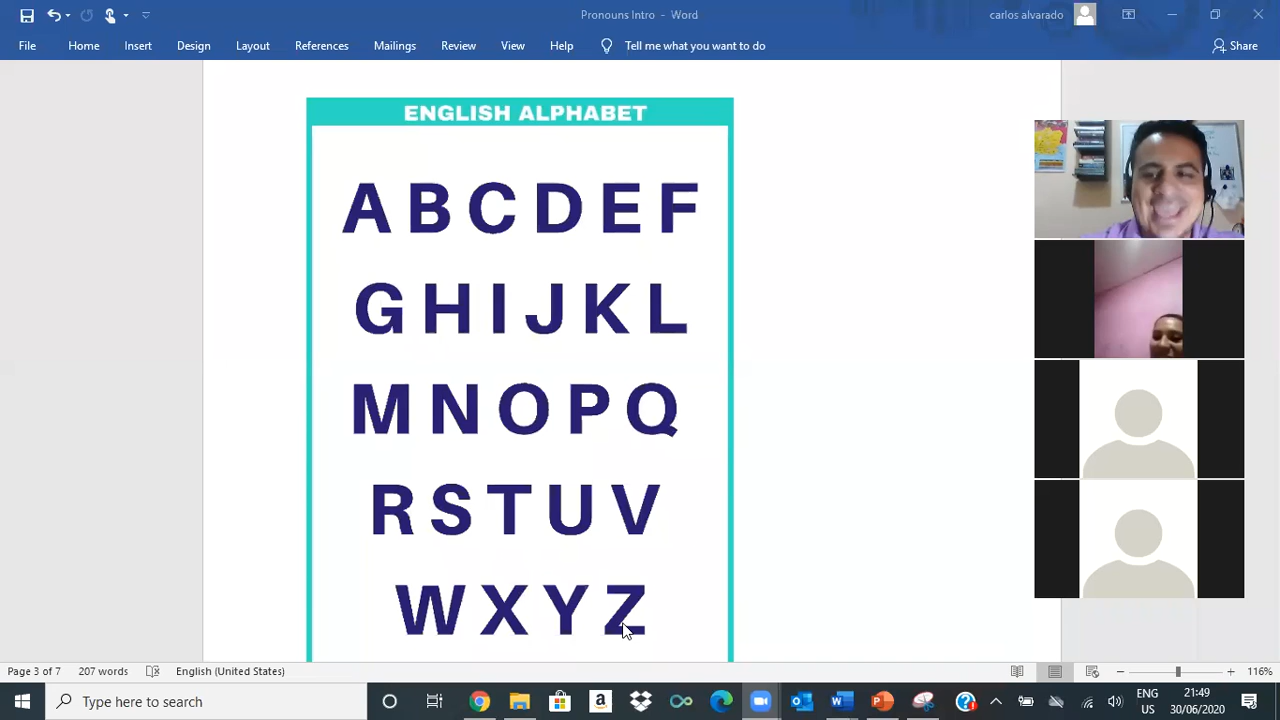 Pronouns Intro - Word
carlos alvarado
File Home Insert Design Layout References Mailings Review View Help Tell me what you want to do Share
ENGLISH ALPHABET
A B C D E F
G H I J K L
M N O P Q
R S T U V
W X Y Z
Page 3 of 7 207 words English (United States) 116%
Type here to search
ENG 21:49
US 30/06/2020